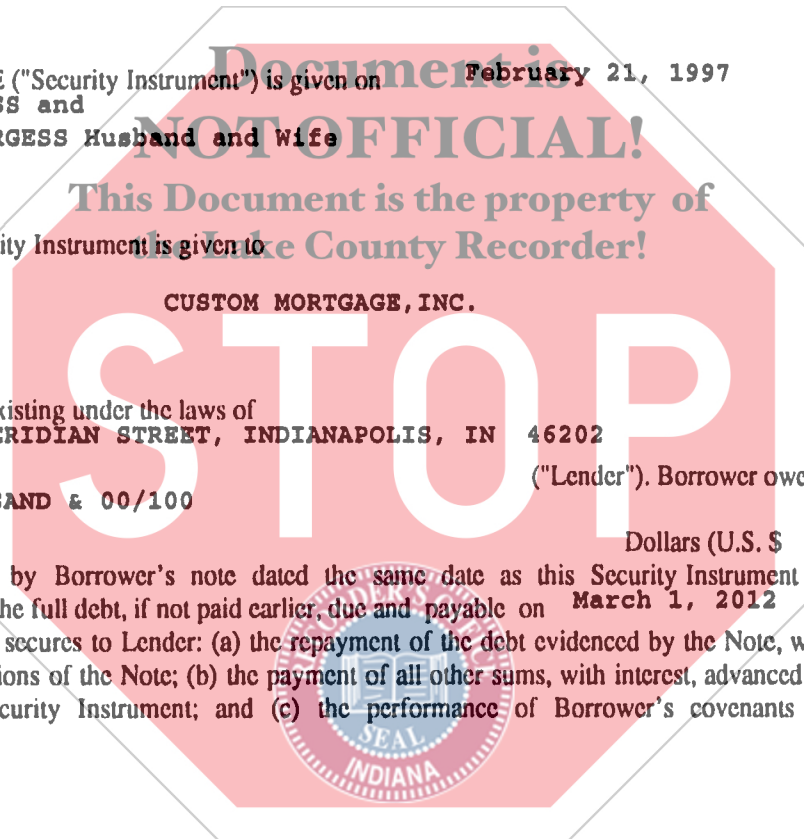 E ("Security Instrument") is given on February 21, 1997
SS and
RGESS Husband and Wife
Document is
NOT OFFICIAL!
This Document is the property of
the Lake County Recorder!
ity Instrument is given to
CUSTOM MORTGAGE, INC.
STOP
xisting under the laws of
ERIDIAN STREET, INDIANAPOLIS, IN 46202
("Lender"). Borrower owe
SAND & 00/100
Dollars (U.S. $
by Borrower's note dated the same date as this Security Instrument
he full debt, if not paid earlier, due and payable on March 1, 2012
secures to Lender: (a) the repayment of the debt evidenced by the Note, w
ions of the Note; (b) the payment of all other sums, with interest, advanced
curity Instrument; and (c) the performance of Borrower's covenants
RECORDER'S OFFICE
SEAL
INDIANA